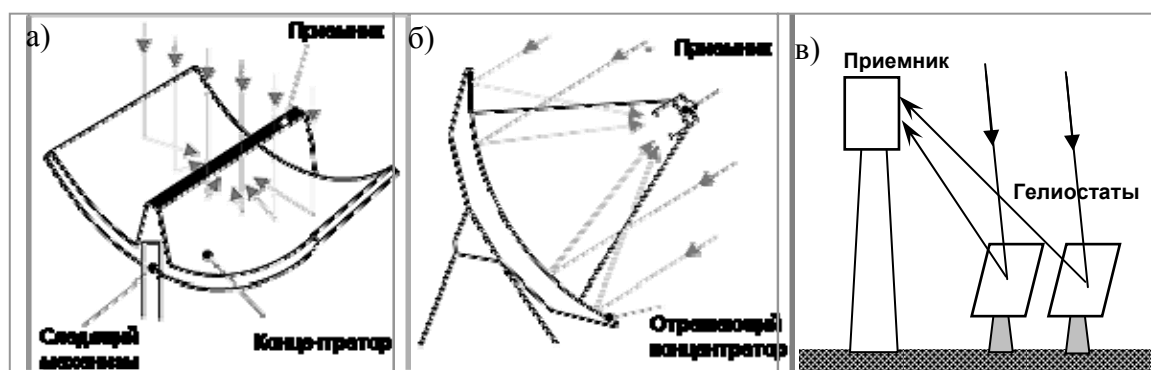 а)
Приемник
Следящий
механизм
Концентратор
б)
Приемник
Отражающий
концентратор
в)
Приемник
Гелиостаты